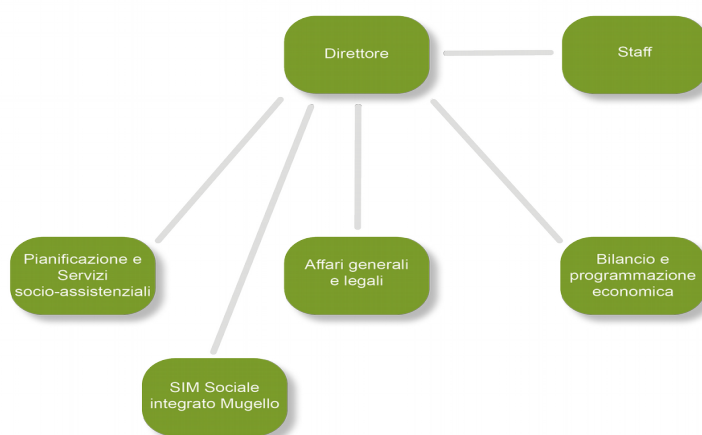 Direttore
Staff
Pianificazione e
Servizi
socio-assistenziali
Affari generali
e legali
Bilancio e
programmazione
economica
SIM Sociale
integrato Mugello